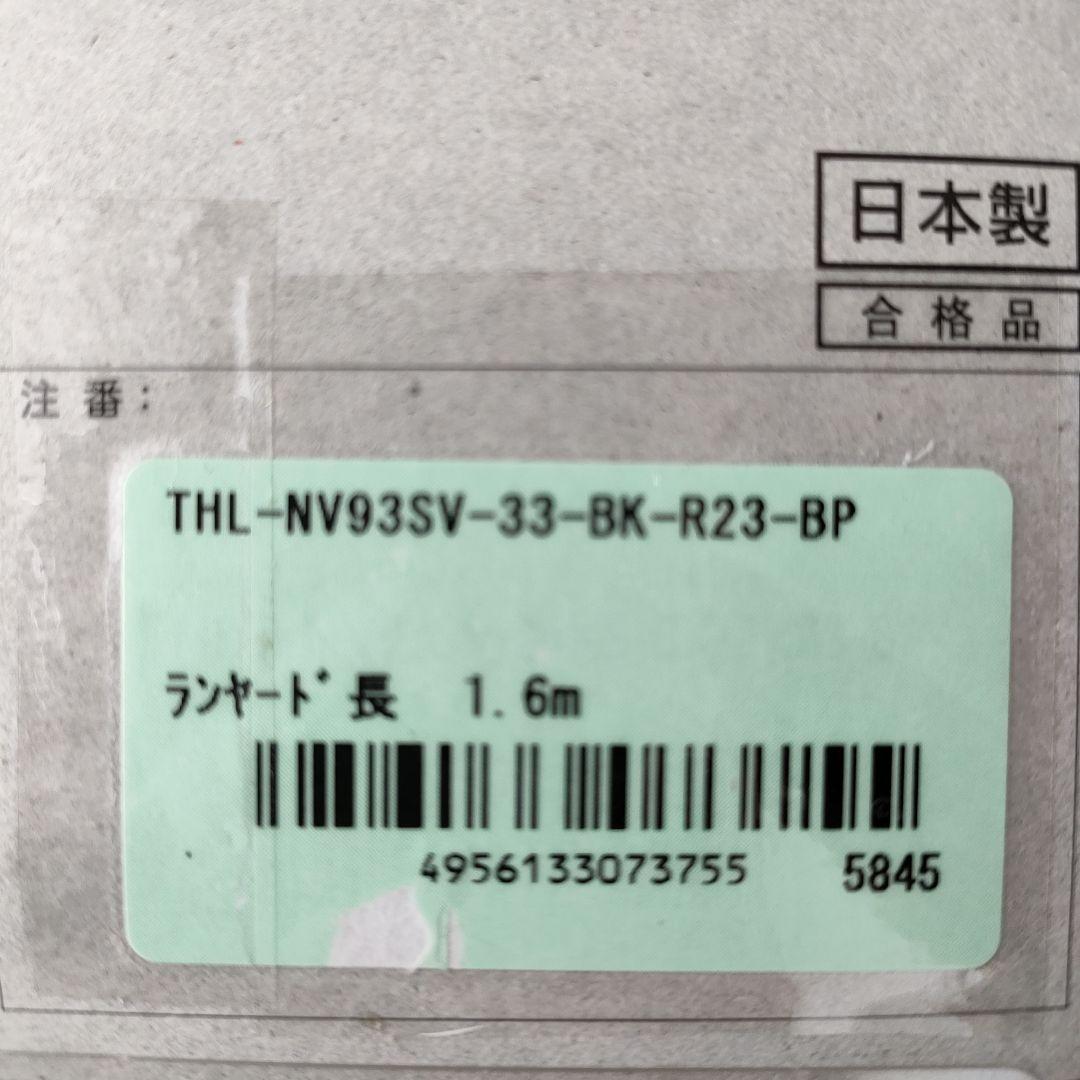 日本製
合格品
注番：
THL-NV93SV-33-BK-R23-BP
ﾗﾝﾔｰﾄﾞ長 1.6m
4956133073755 5845